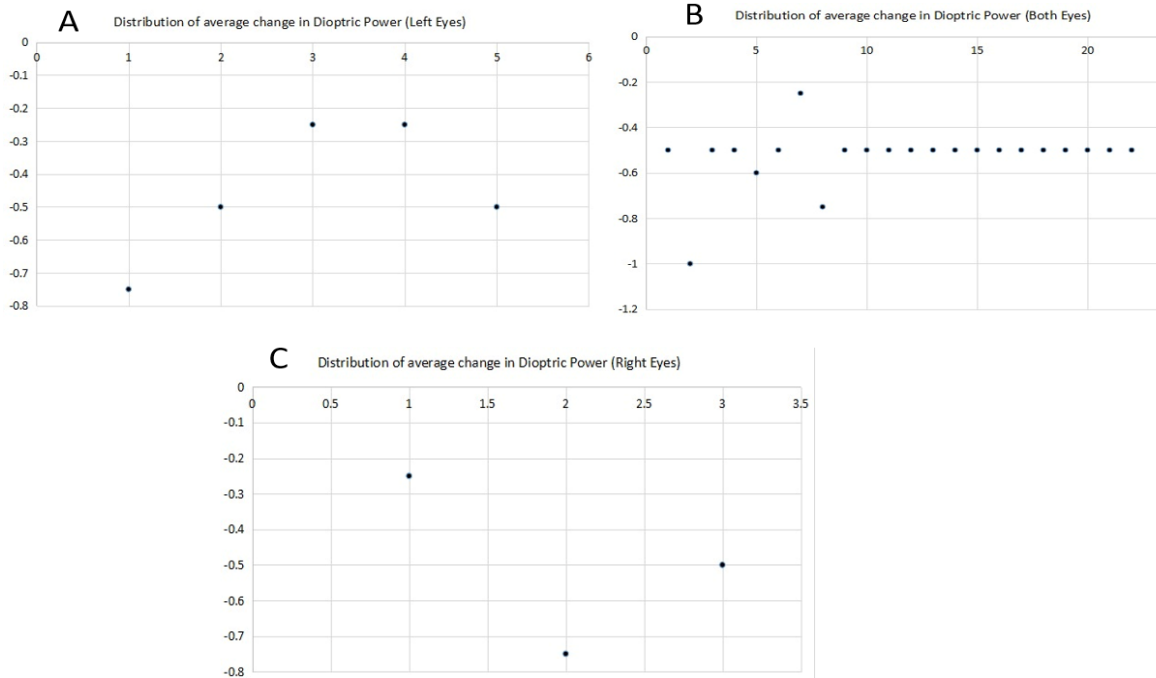 A
Distribution of average change in Dioptric Power (Left Eyes)
0
0 1 2 3 4 5 6
-0.1
-0.2
-0.3
-0.4
-0.5
-0.6
-0.7
-0.8
B
Distribution of average change in Dioptric Power (Both Eyes)
0
0 5 10 15 20
-0.2
-0.4
-0.6
-0.8
-1
-1.2
C
Distribution of average change in Dioptric Power (Right Eyes)
0
0 0.5 1 1.5 2 2.5 3 3.5
-0.1
-0.2
-0.3
-0.4
-0.5
-0.6
-0.7
-0.8